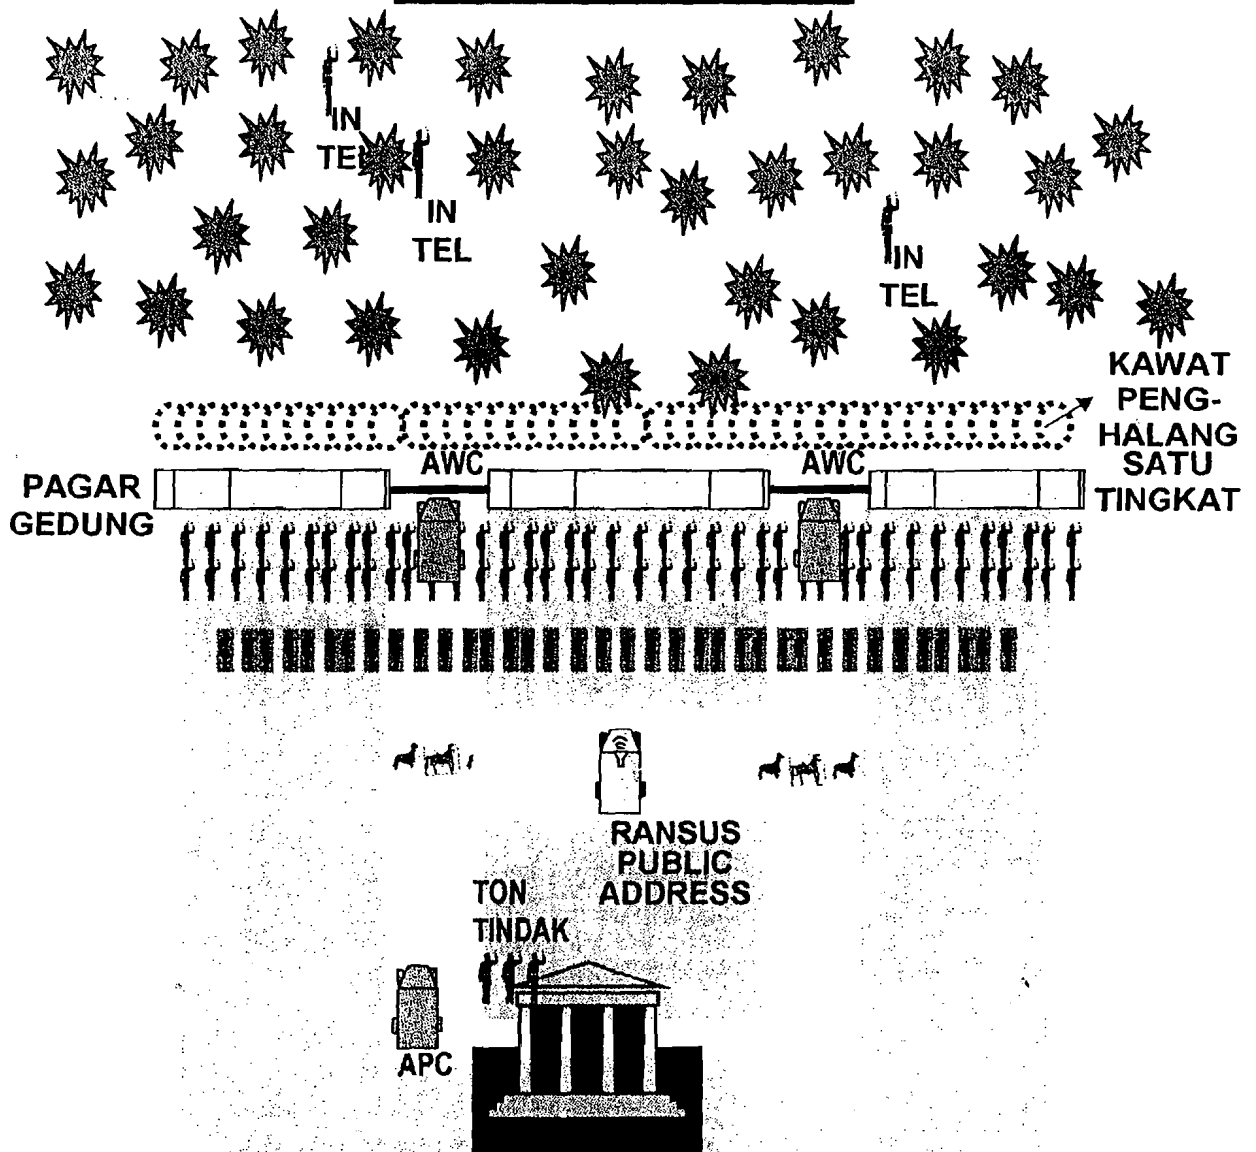 IN
TEL
IN
TEL
IN
TEL
KAWAT
PENG-
HALANG
SATU
TINGKAT
AWC
AWC
PAGAR
GEDUNG
RANSUS
PUBLIC
ADDRESS
TON
TINDAK
APC